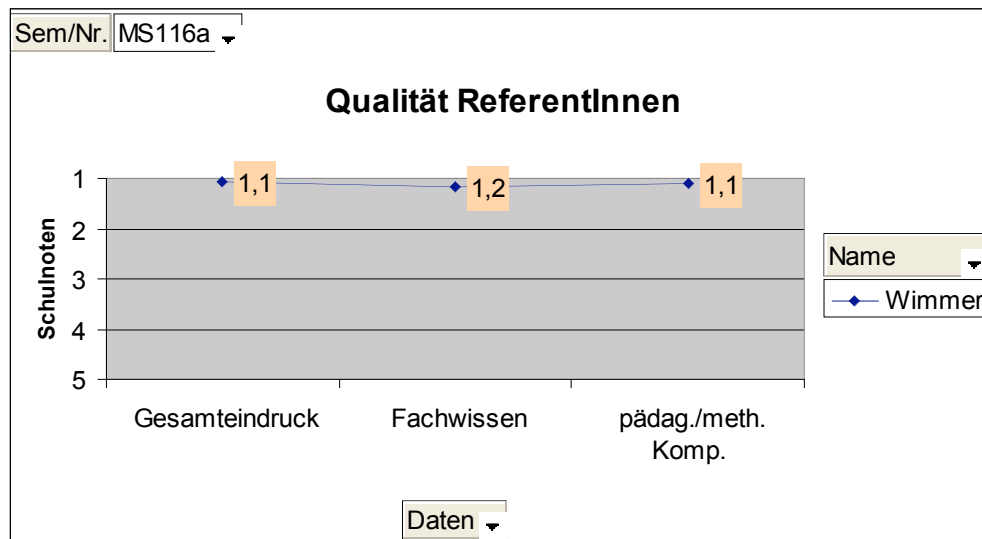 Sem/Nr. MS116a
Qualität ReferentInnen
Schulnoten
1
2
3
4
5
1,1
1,2
1,1
Gesamteindruck
Fachwissen
pädag./meth.
Komp.
Name
Wimmer
Daten